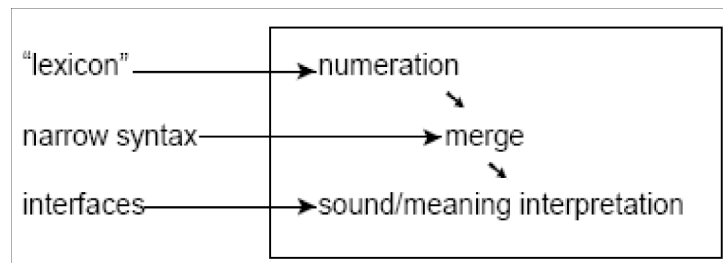 “lexicon” numeration
narrow syntax merge
interfaces sound/meaning interpretation